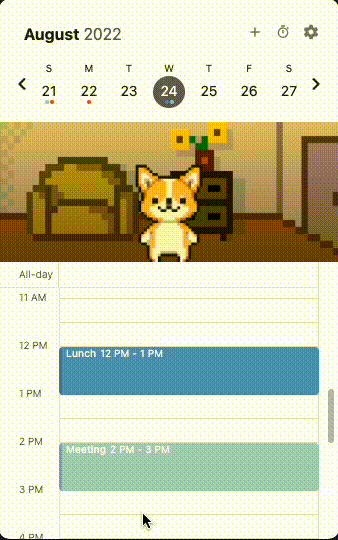 August 2022
S M T W T F S
21 22 23 24 25 26 27
All-day
11 AM
12 PM
Lunch 12 PM - 1 PM
1 PM
2 PM
Meeting 2 PM - 3 PM
3 PM
4 PM